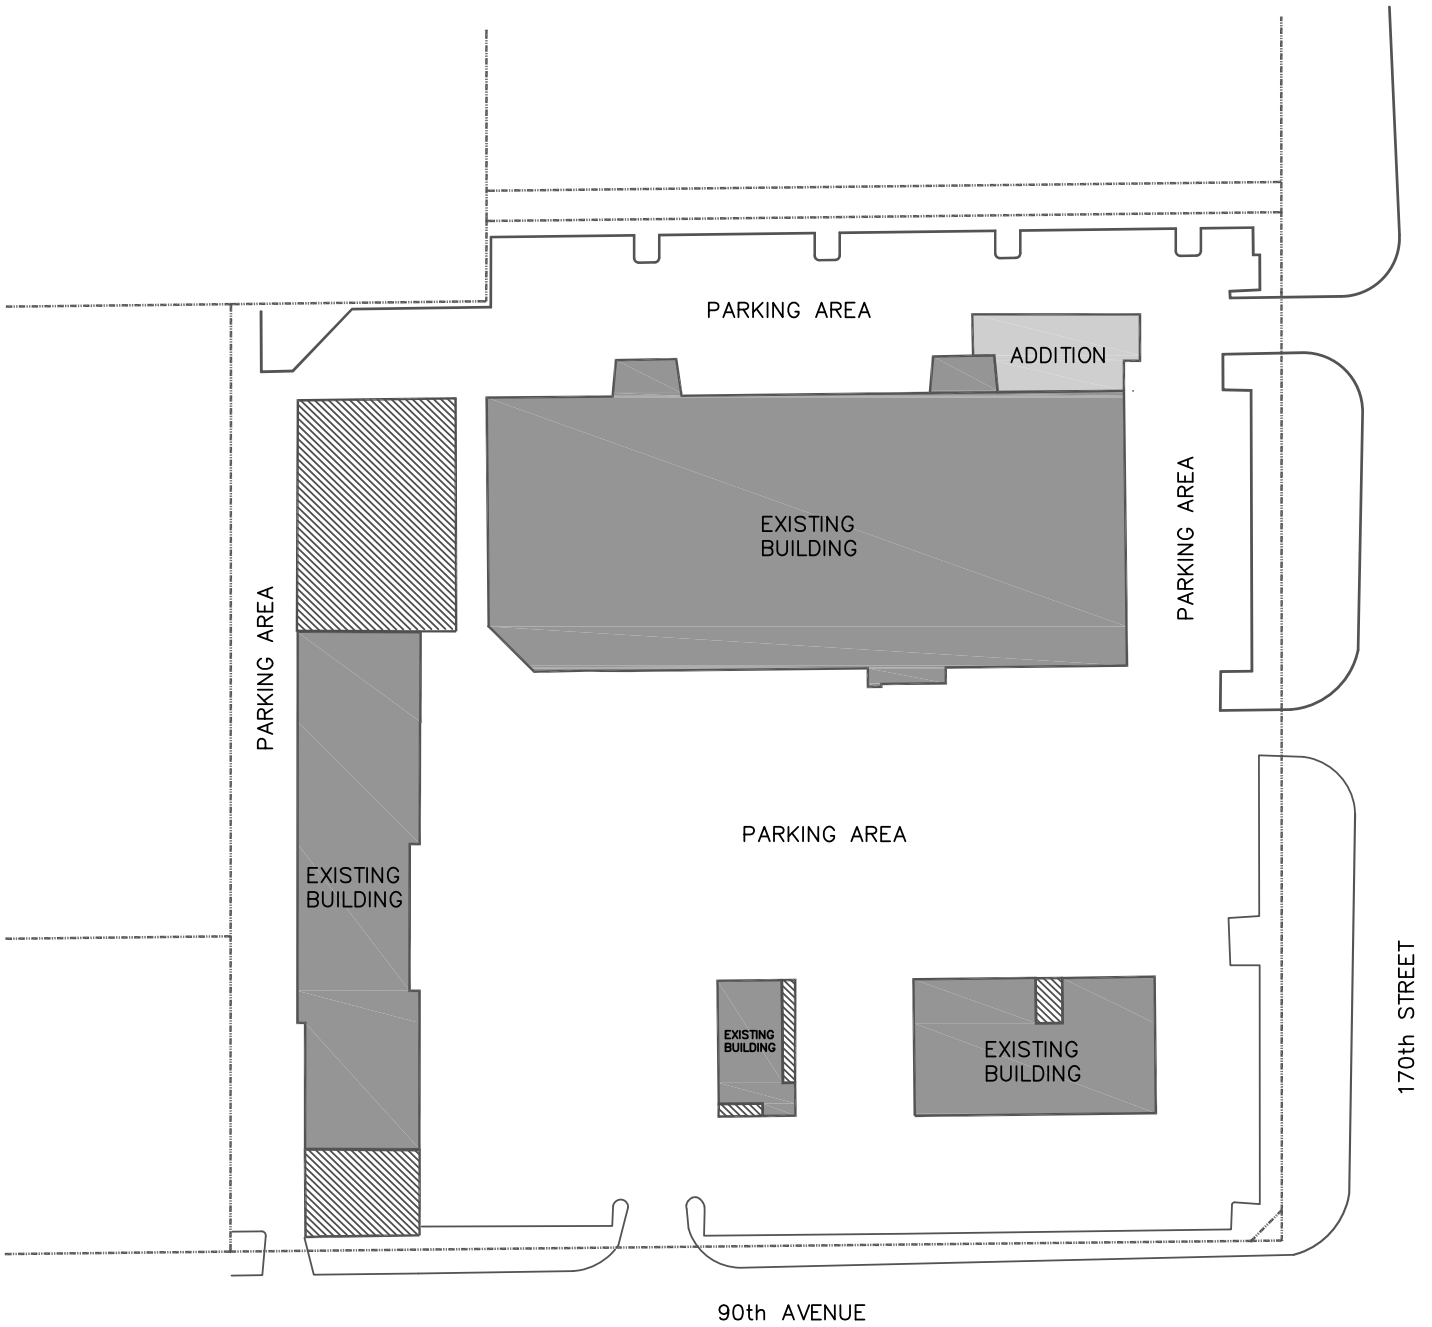 PARKING AREA
ADDITION
EXISTING
BUILDING
PARKING AREA
PARKING AREA
PARKING AREA
EXISTING
BUILDING
EXISTING
BUILDING
EXISTING
BUILDING
170th STREET
90th AVENUE